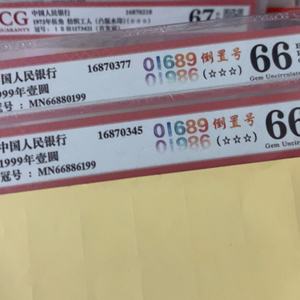 CG 中国人民银行 16870218 67
1972年伍角 纺织工人
中国人民银行 16870377 01689 倒置号 66
1999年壹圆 01986 (☆☆☆) Gem Uncirculated
冠号: MN66880199
中国人民银行 16870345 01689 倒置号 66
1999年壹圆 01986 (☆☆☆) Gem Uncirc
冠号: MN66886199